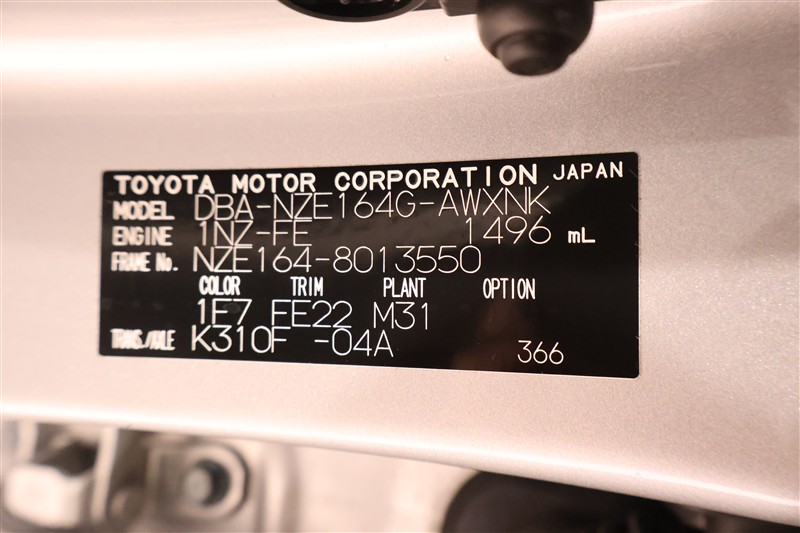 TOYOTA MOTOR CORPORATION JAPAN
MODEL DBA-NZE164G-AWXNK
ENGINE 1NZ-FE 1496 mL
FRAME No. NZE164-8013550
COLOR TRIM PLANT OPTION
1F7 FE22 M31
TRANS./AXLE K310F -04A 366